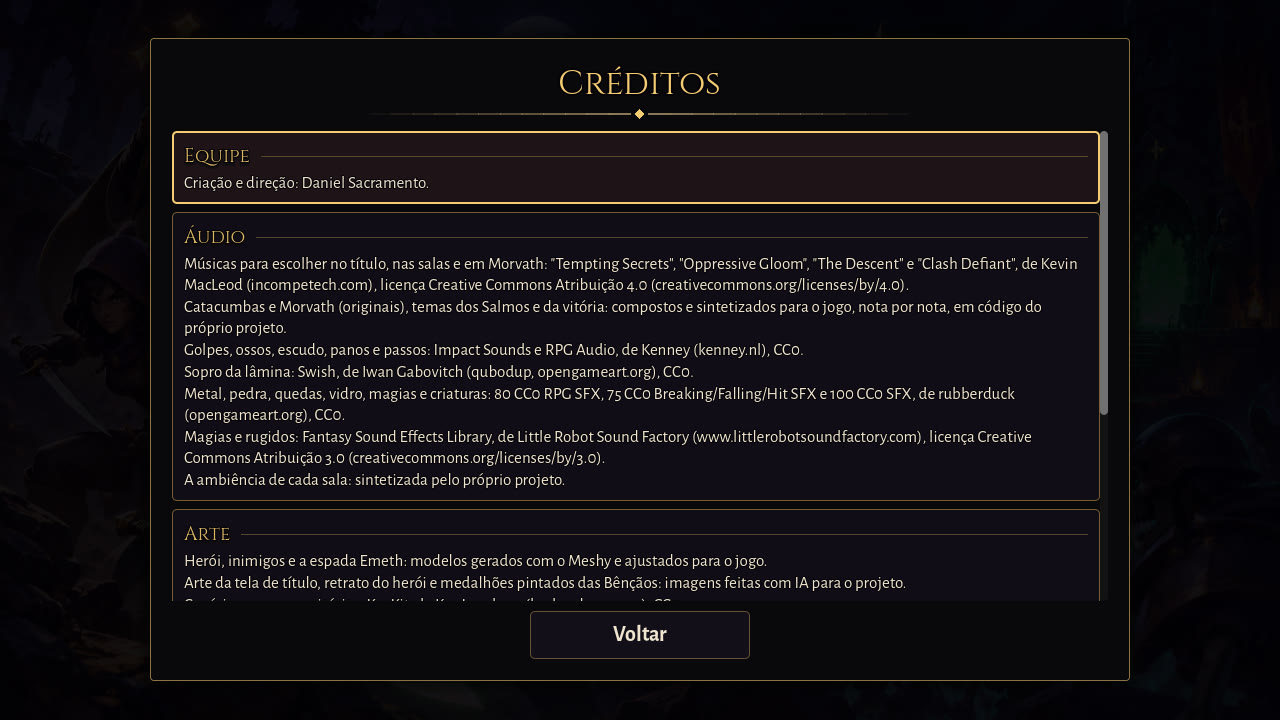 Créditos
Equipe
Criação e direção: Daniel Sacramento.
Áudio
Músicas para escolher no título, nas salas e em Morvath: "Tempting Secrets", "Oppressive Gloom", "The Descent" e "Clash Defiant", de Kevin
MacLeod (incompetech.com), licença Creative Commons Atribuição 4.0 (creativecommons.org/licenses/by/4.0).
Catacumbas e Morvath (originais), temas dos Salmos e da vitória: compostos e sintetizados para o jogo, nota por nota, em código do
próprio projeto.
Golpes, ossos, escudo, panos e passos: Impact Sounds e RPG Audio, de Kenney (kenney.nl), CC0.
Sopro da lâmina: Swish, de Iwan Gabovitch (qubodup, opengameart.org), CC0.
Metal, pedra, quedas, vidro, magias e criaturas: 80 CC0 RPG SFX, 75 CC0 Breaking/Falling/Hit SFX e 100 CC0 SFX, de rubberduck
(opengameart.org), CC0.
Magias e rugidos: Fantasy Sound Effects Library, de Little Robot Sound Factory (www.littlerobotsoundfactory.com), licença Creative
Commons Atribuição 3.0 (creativecommons.org/licenses/by/3.0).
A ambiência de cada sala: sintetizada pelo próprio projeto.
Arte
Herói, inimigos e a espada Emeth: modelos gerados com o Meshy e ajustados para o jogo.
Arte da tela de título, retrato do herói e medalhões pintados das Bênçãos: imagens feitas com IA para o projeto.
Voltar